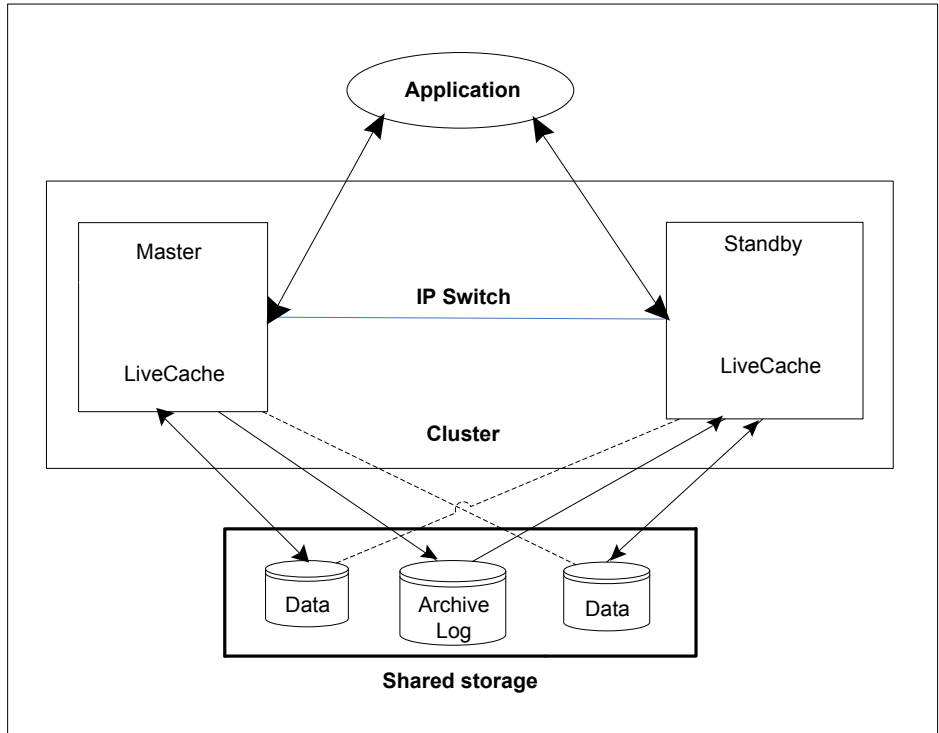 Application
Master
Standby
IP Switch
LiveCache
LiveCache
Cluster
Data
Archive
Log
Data
Shared storage